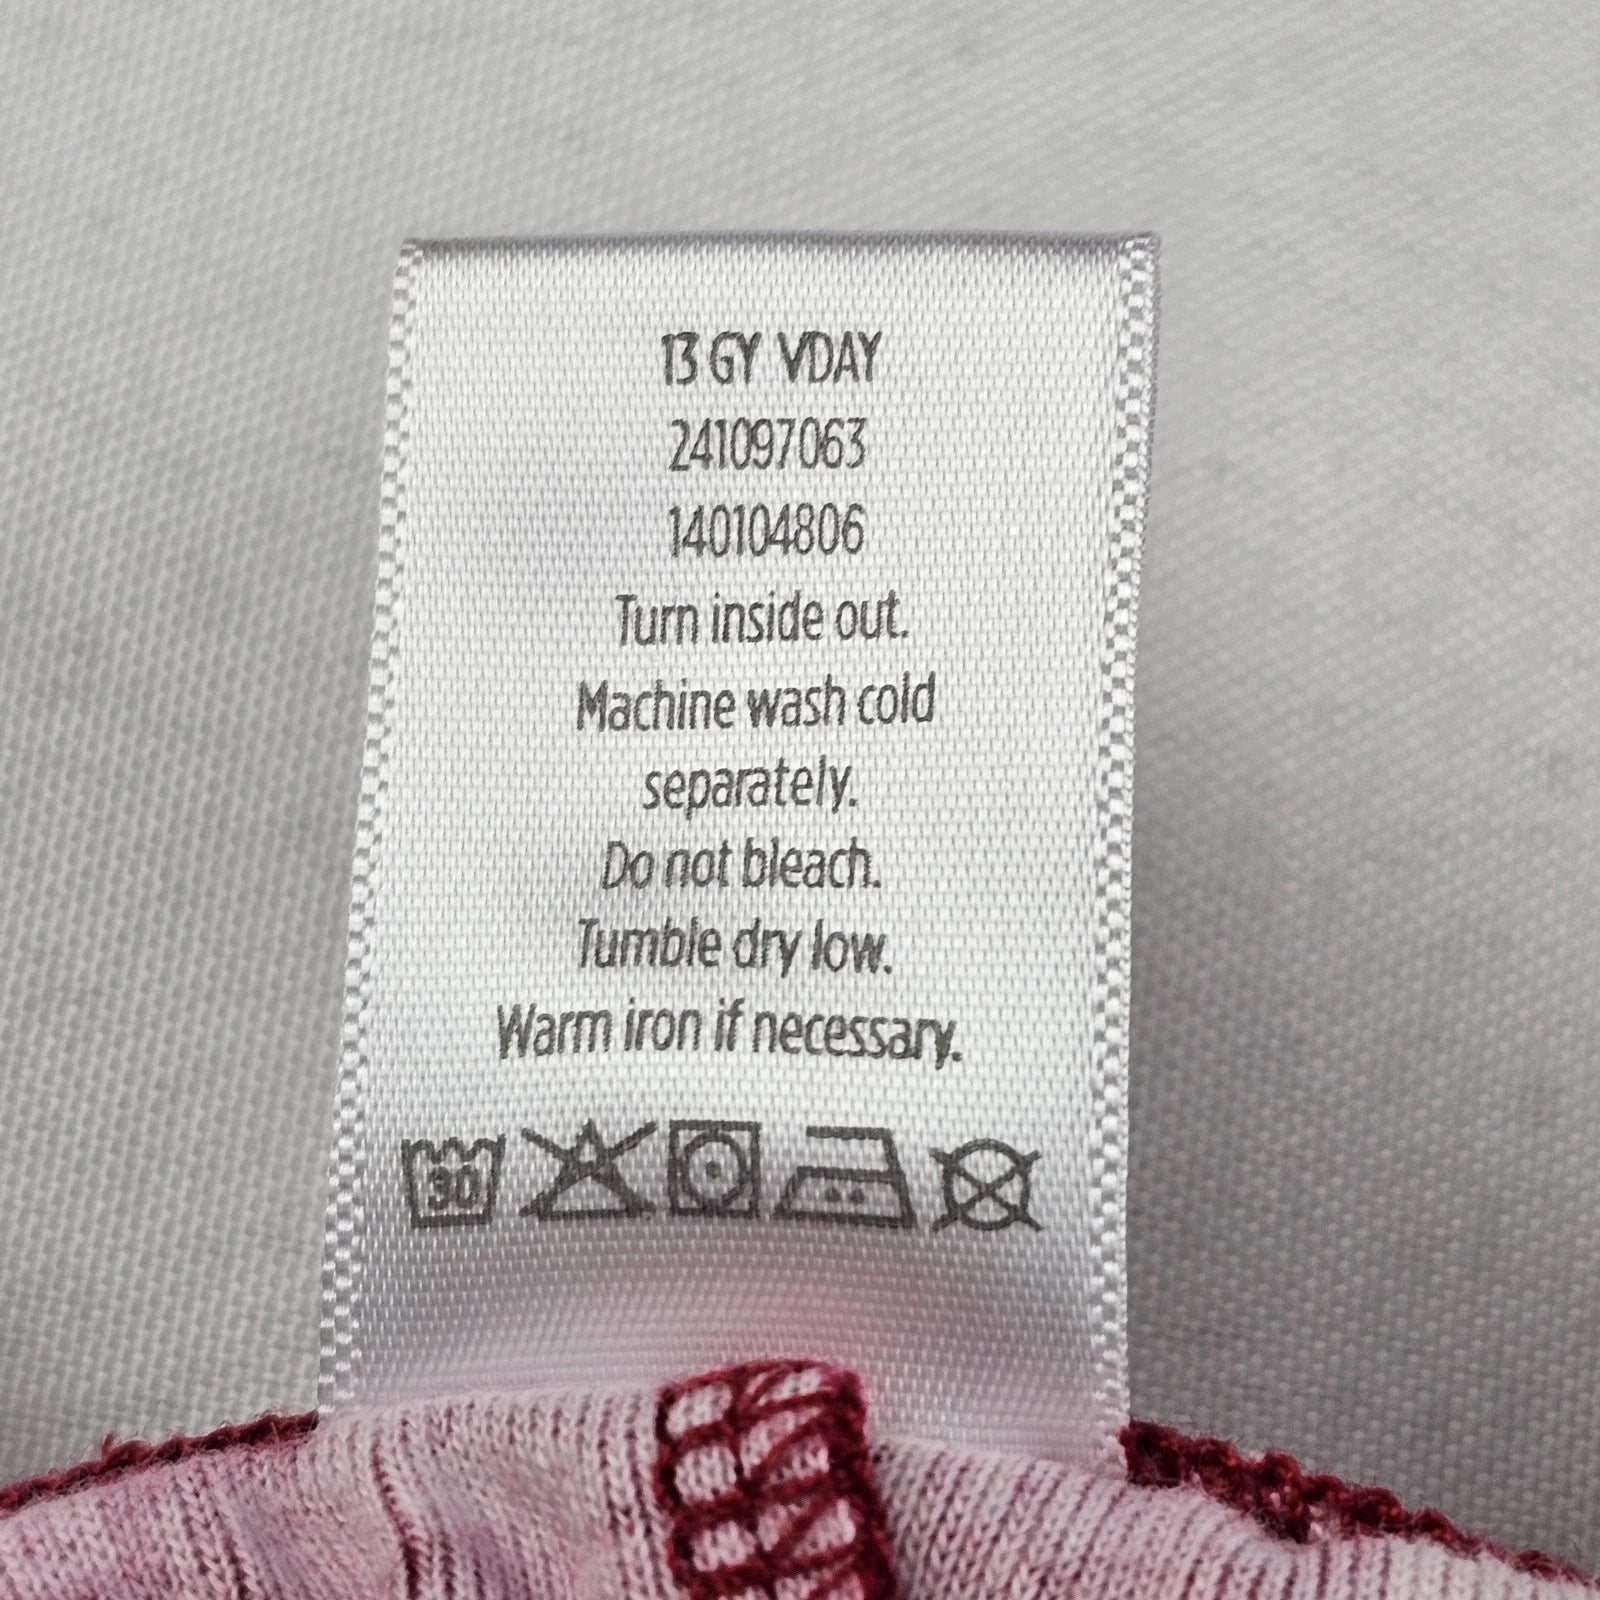 13 GY VDAY
241097063
140104806
Turn inside out.
Machine wash cold
separately.
Do not bleach.
Tumble dry low.
Warm iron if necessary.
30